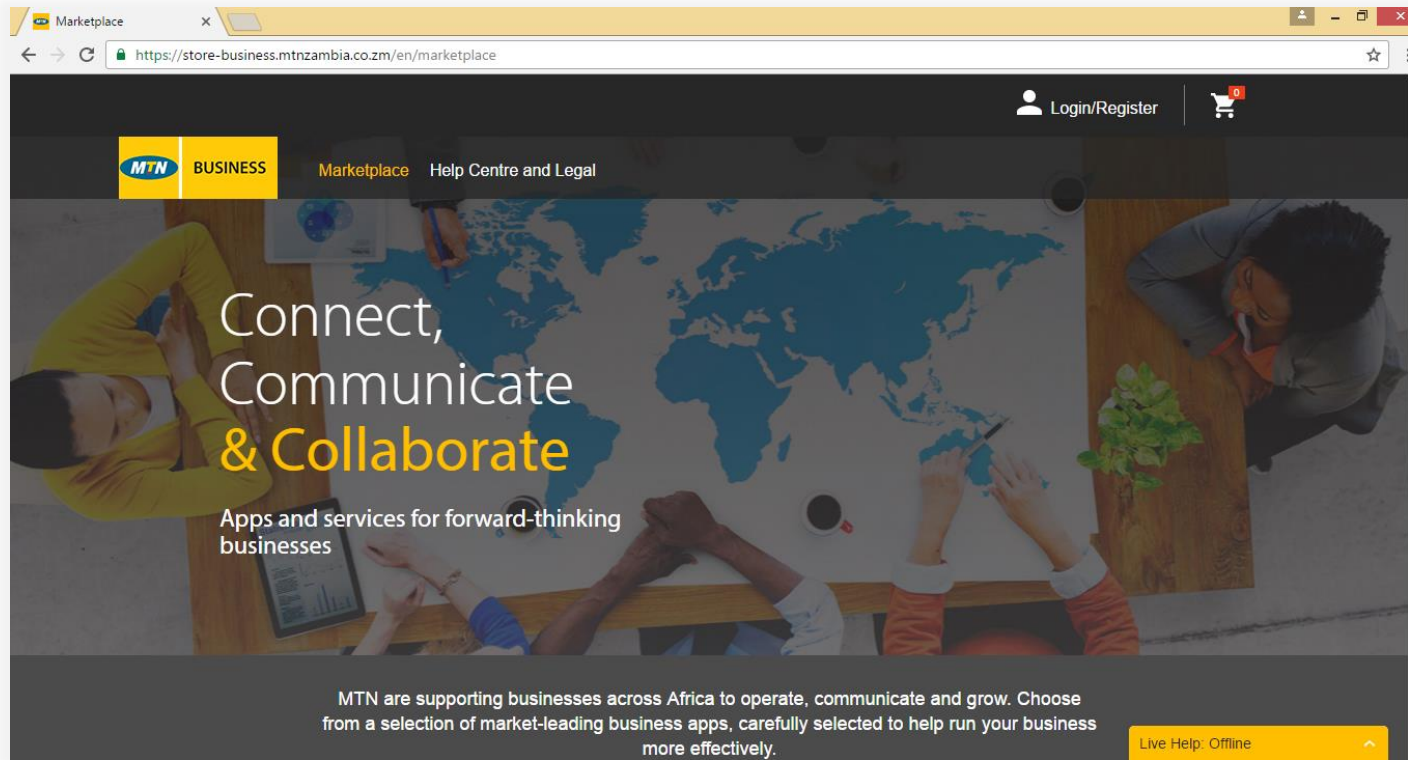 Marketplace
https://store-business.mtnzambia.co.zm/en/marketplace
Login/Register
0
MTN BUSINESS
Marketplace Help Centre and Legal
Connect,
Communicate
& Collaborate
Apps and services for forward-thinking
businesses
MTN are supporting businesses across Africa to operate, communicate and grow. Choose
from a selection of market-leading business apps, carefully selected to help run your business
more effectively.
Live Help: Offline